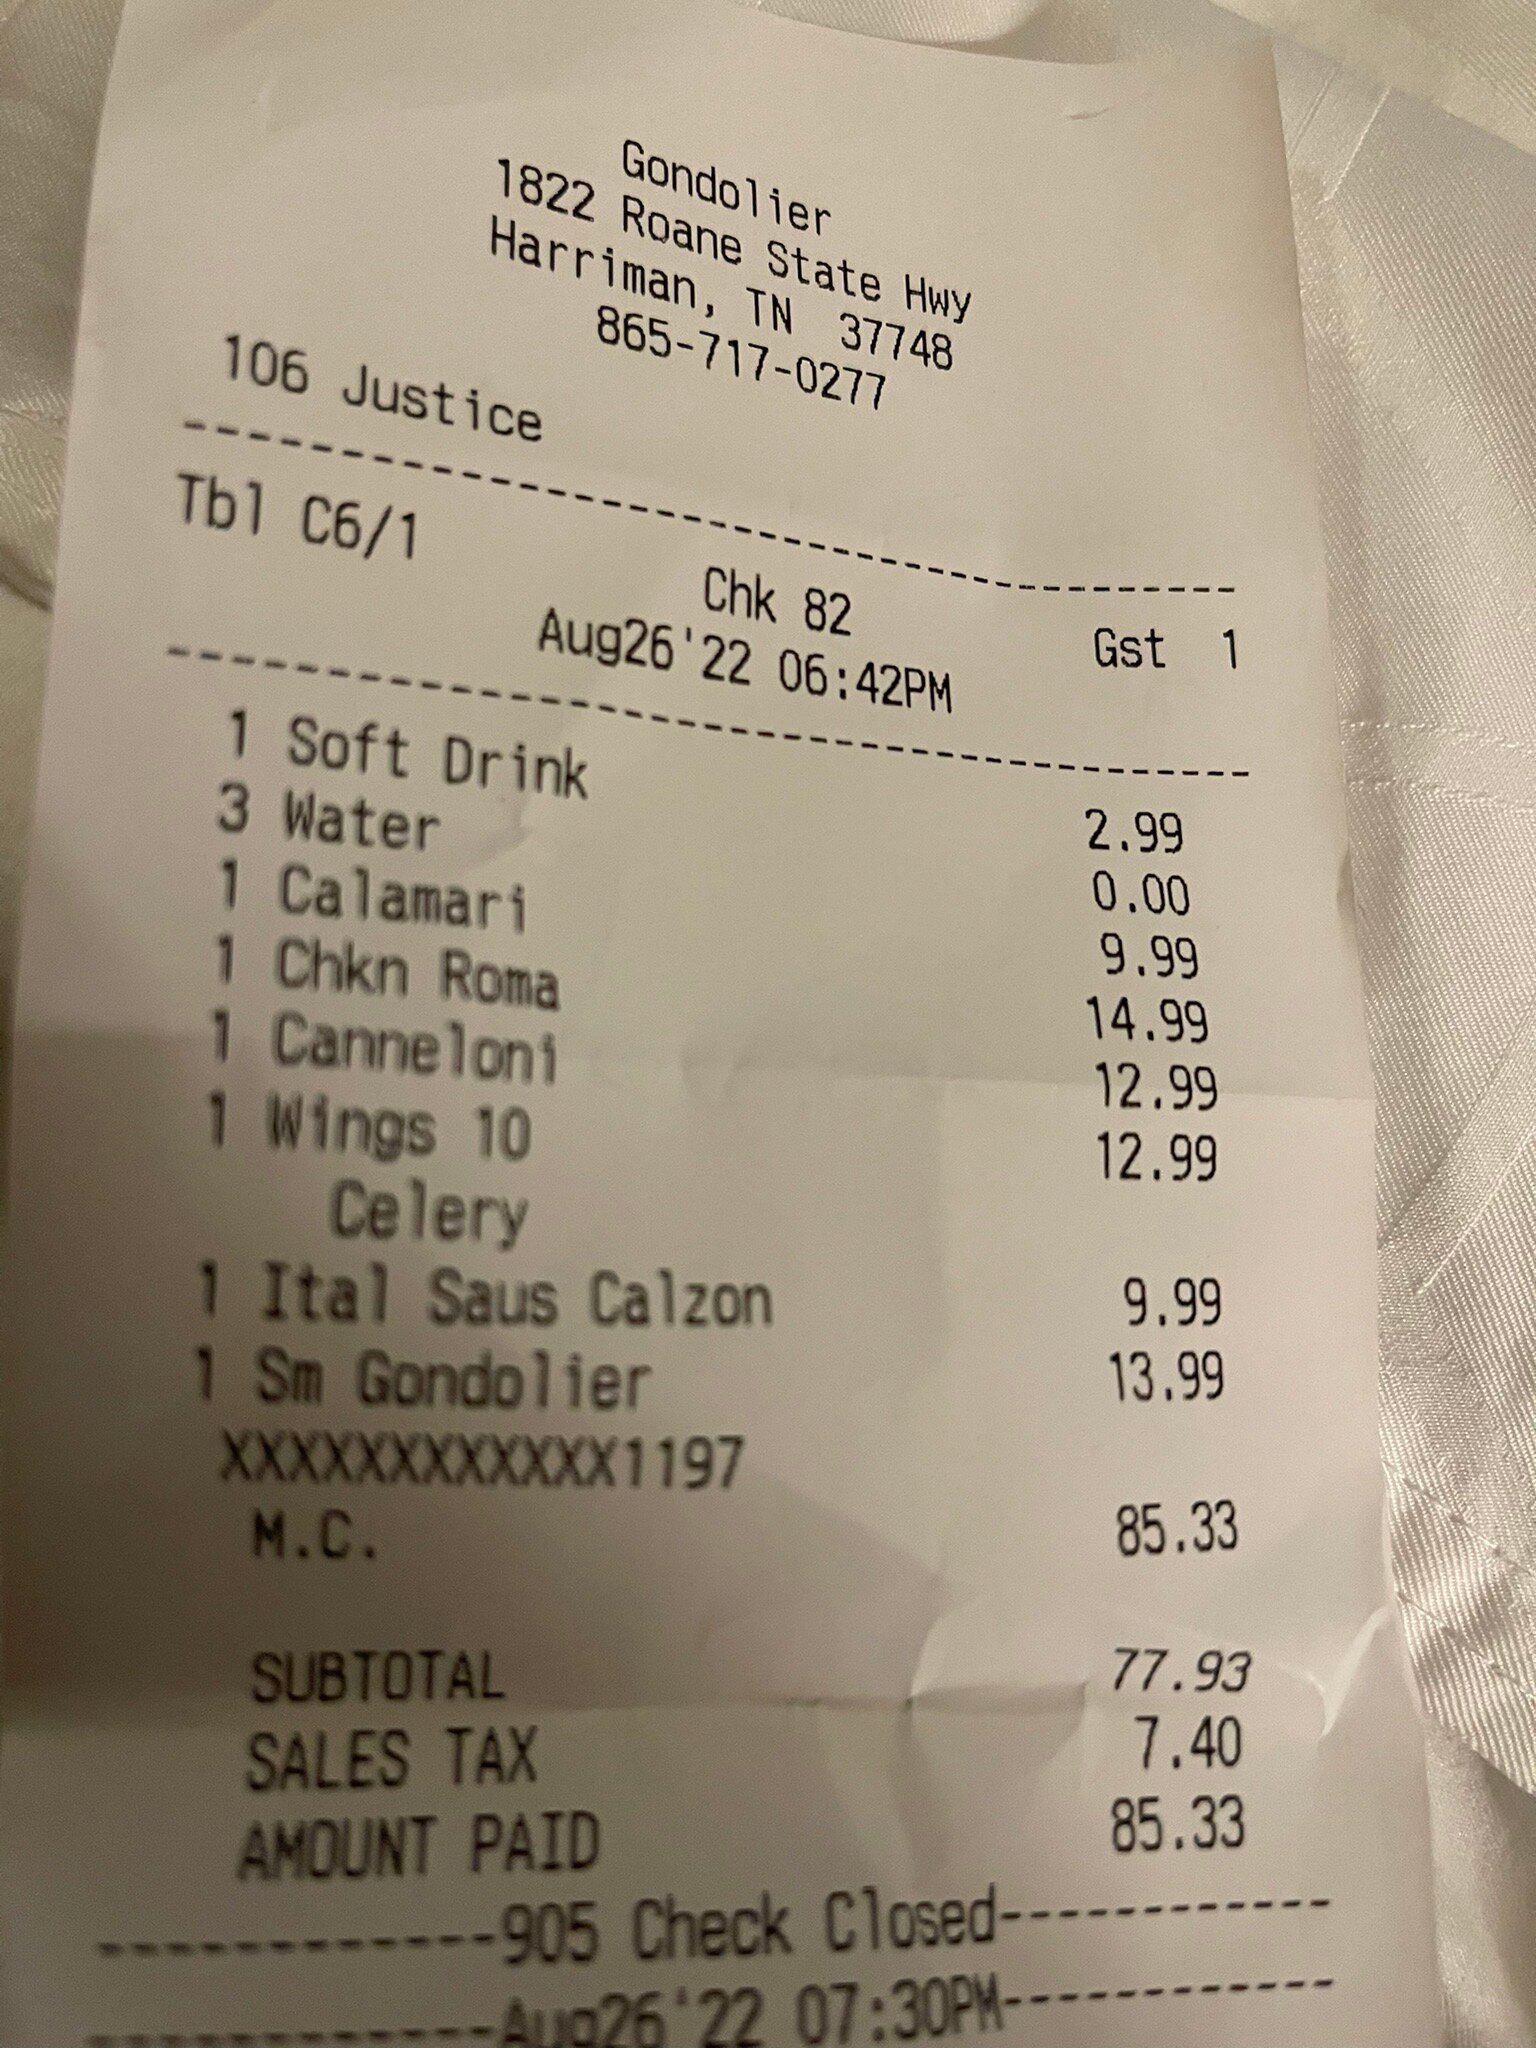 Gondolier
1822 Roane State Hwy
Harriman, TN 37748
865-717-0277
106 Justice
Tbl C6/1 Chk 82 Gst 1
Aug26'22 06:42PM
1 Soft Drink 2.99
3 Water 0.00
1 Calamari 9.99
1 Chkn Roma 14.99
1 Canneloni 12.99
1 Wings 10 12.99
Celery
1 Ital Saus Calzon 9.99
1 Sm Gondolier 13.99
XXXXXXXXXXXX1197
M.C. 85.33
SUBTOTAL 77.93
SALES TAX 7.40
AMOUNT PAID 85.33
------------905 Check Closed------------
------------Aug26'22 07:30PM------------